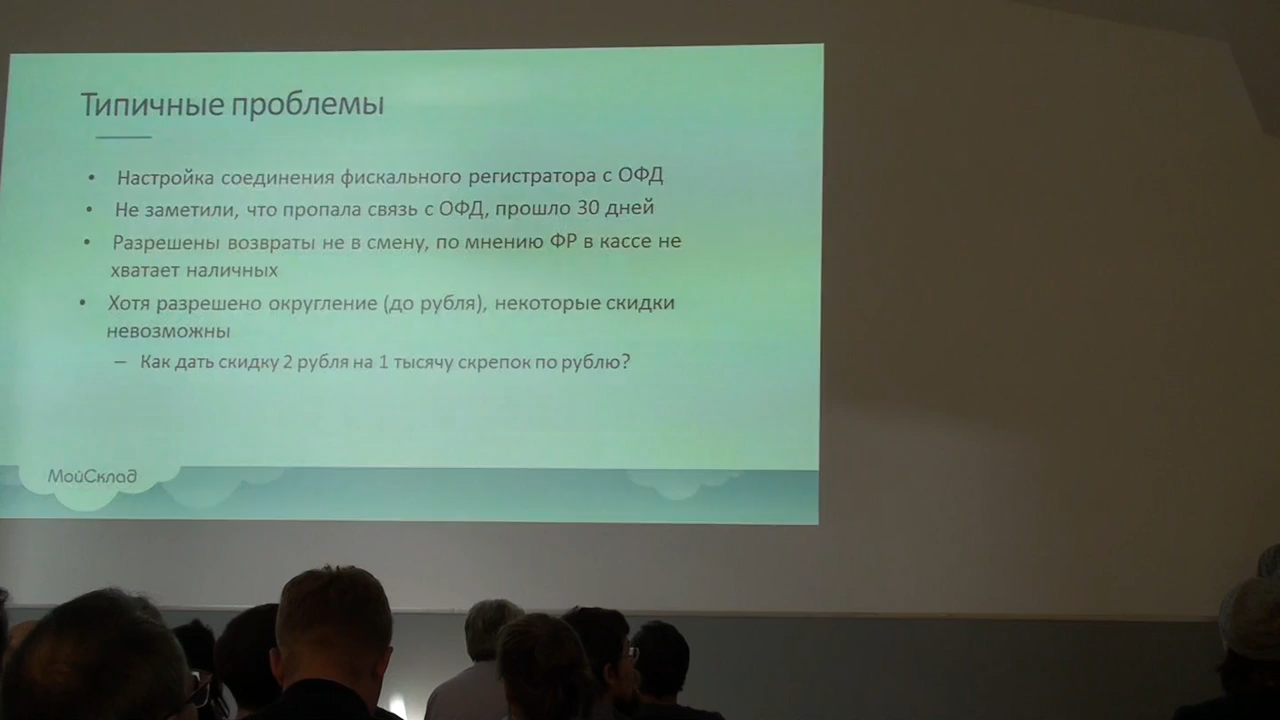 Типичные проблемы
• Настройка соединения фискального регистратора с ОФД
• Не заметили, что пропала связь с ОФД, прошло 30 дней
• Разрешены возвраты не в смену, по мнению ФР в кассе не
хватает наличных
• Хотя разрешено округление (до рубля), некоторые скидки
невозможны
– Как дать скидку 2 рубля на 1 тысячу скрепок по рублю?
МойСклад